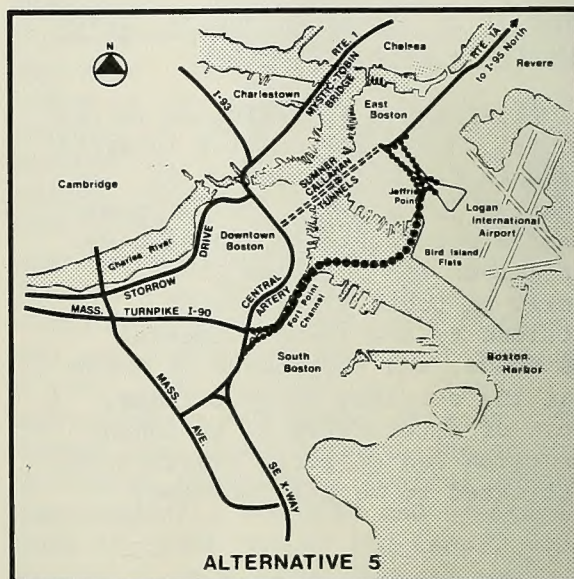 N
RTE 1
Chelsea
RTE 1A
to I-95 North
Revere
I-93
Charlestown
MYSTIC-TOBIN
BRIDGE
East
Boston
Cambridge
SUMNER
CALLAHAN
TUNNELS
Jeffries
Point
Logan
International
Airport
Charles River
STORROW
DRIVE
Downtown
Boston
Bird Island
Flats
MASS. TURNPIKE I-90
CENTRAL
ARTERY
Fort Point
Channel
South
Boston
Boston
Harbor
MASS.
AVE.
SE X-WAY
ALTERNATIVE 5